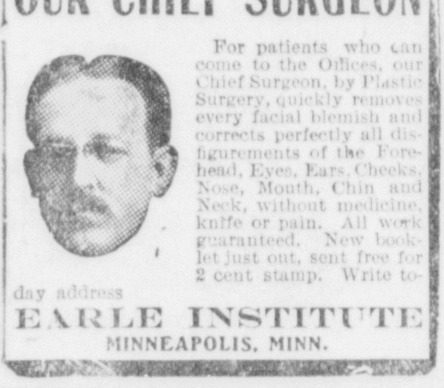 OUR CHIEF SURGEON
For patients who can
come to the Offices, our
Chief Surgeon, by Plastic
Surgery, quickly removes
every facial blemish and
corrects perfectly all dis-
figurements of the Fore-
head, Eyes, Ears, Cheeks,
Nose, Mouth, Chin and
Neck, without medicine,
knife or pain. All work
guaranteed. New book-
let just out, sent free for
2 cent stamp. Write to-
day address
EARLE INSTITUTE
MINNEAPOLIS, MINN.